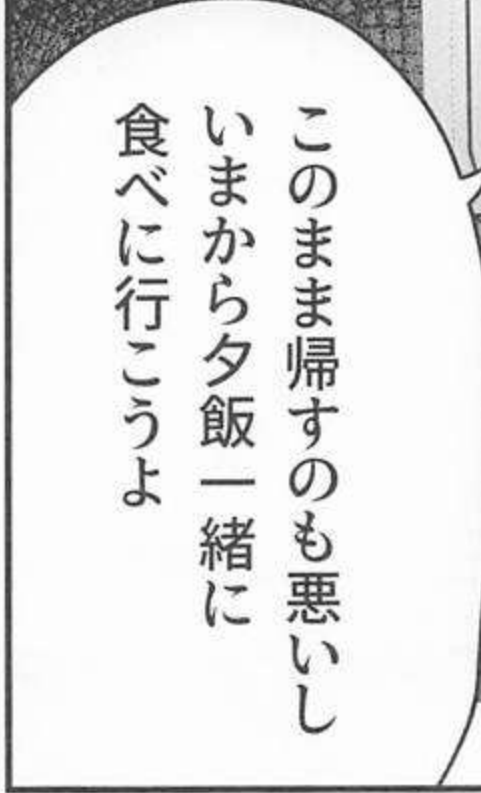 このまま帰すのも悪いし
いまから夕飯一緒に
食べに行こうよ